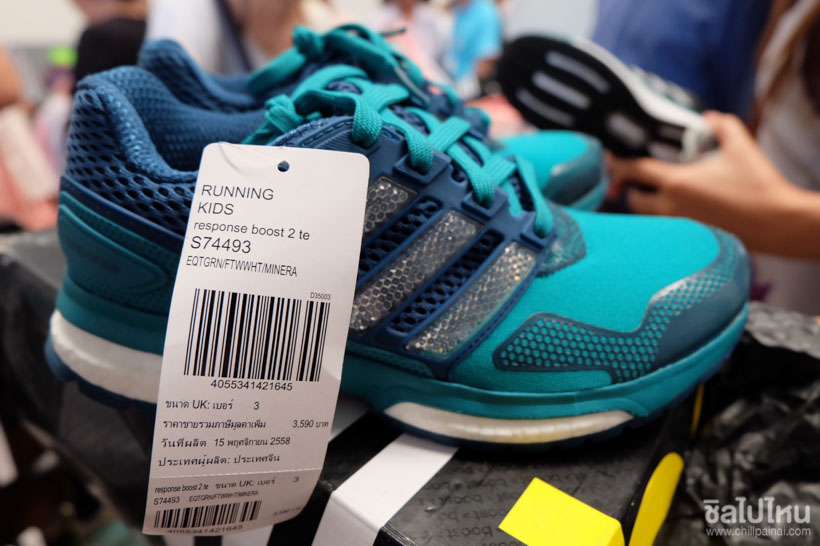 RUNNING
KIDS
response boost 2 te
S74493
EQTGRN/FTWWHT/MINERA
D35003
4055341421645
ขนาด UK: เบอร์ 3
ราคาขายรวมภาษีมูลค่าเพิ่ม 3,590 บาท
วันที่ผลิต 15 พฤศจิกายน 2558
ประเทศผู้ผลิต: ประเทศจีน
response boost 2 te ขนาด UK: เบอร์ 3
S74493 EQTGRN/FTWWHT/MINERA
3,590
4055341421645
ชิลไปไหน
www.chillpainai.com